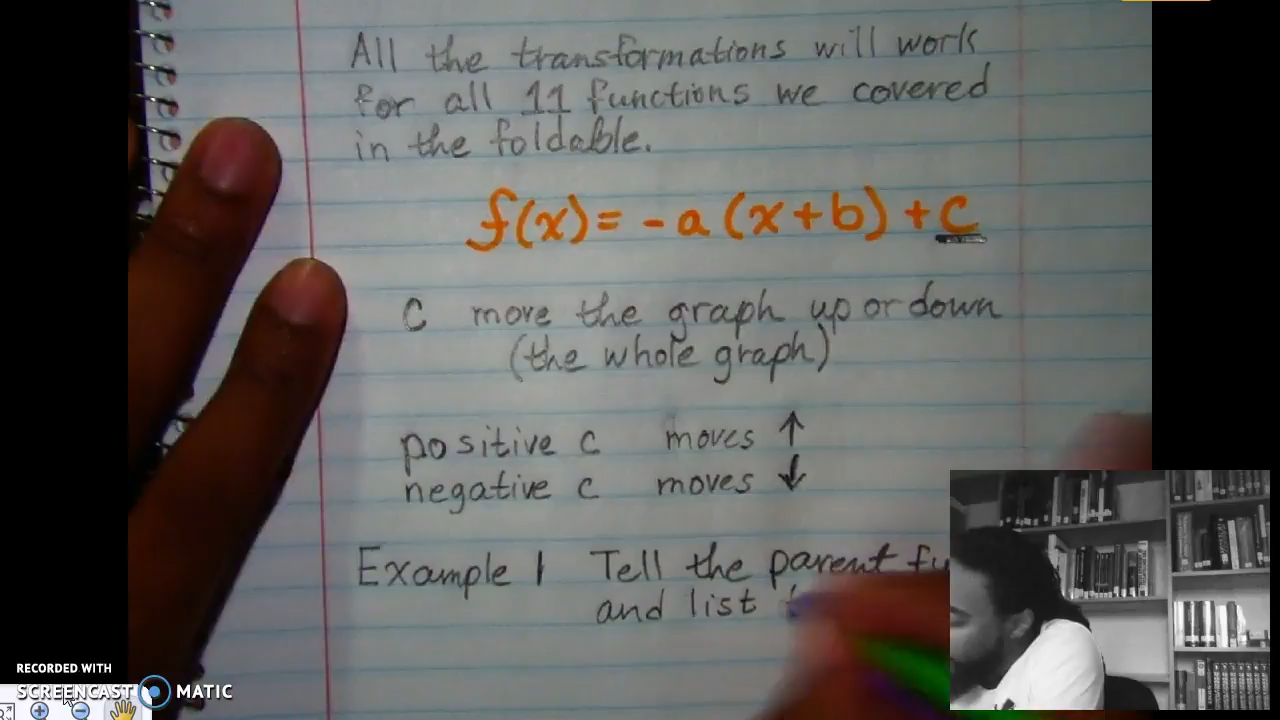 All the transformations will work
for all 11 functions we covered
in the foldable.
f(x) = -a (x+b) + c
c move the graph up or down
(the whole graph)
positive c moves ↑
negative c moves ↓
Example 1 Tell the parent
and list
RECORDED WITH
SCREENCAST MATIC